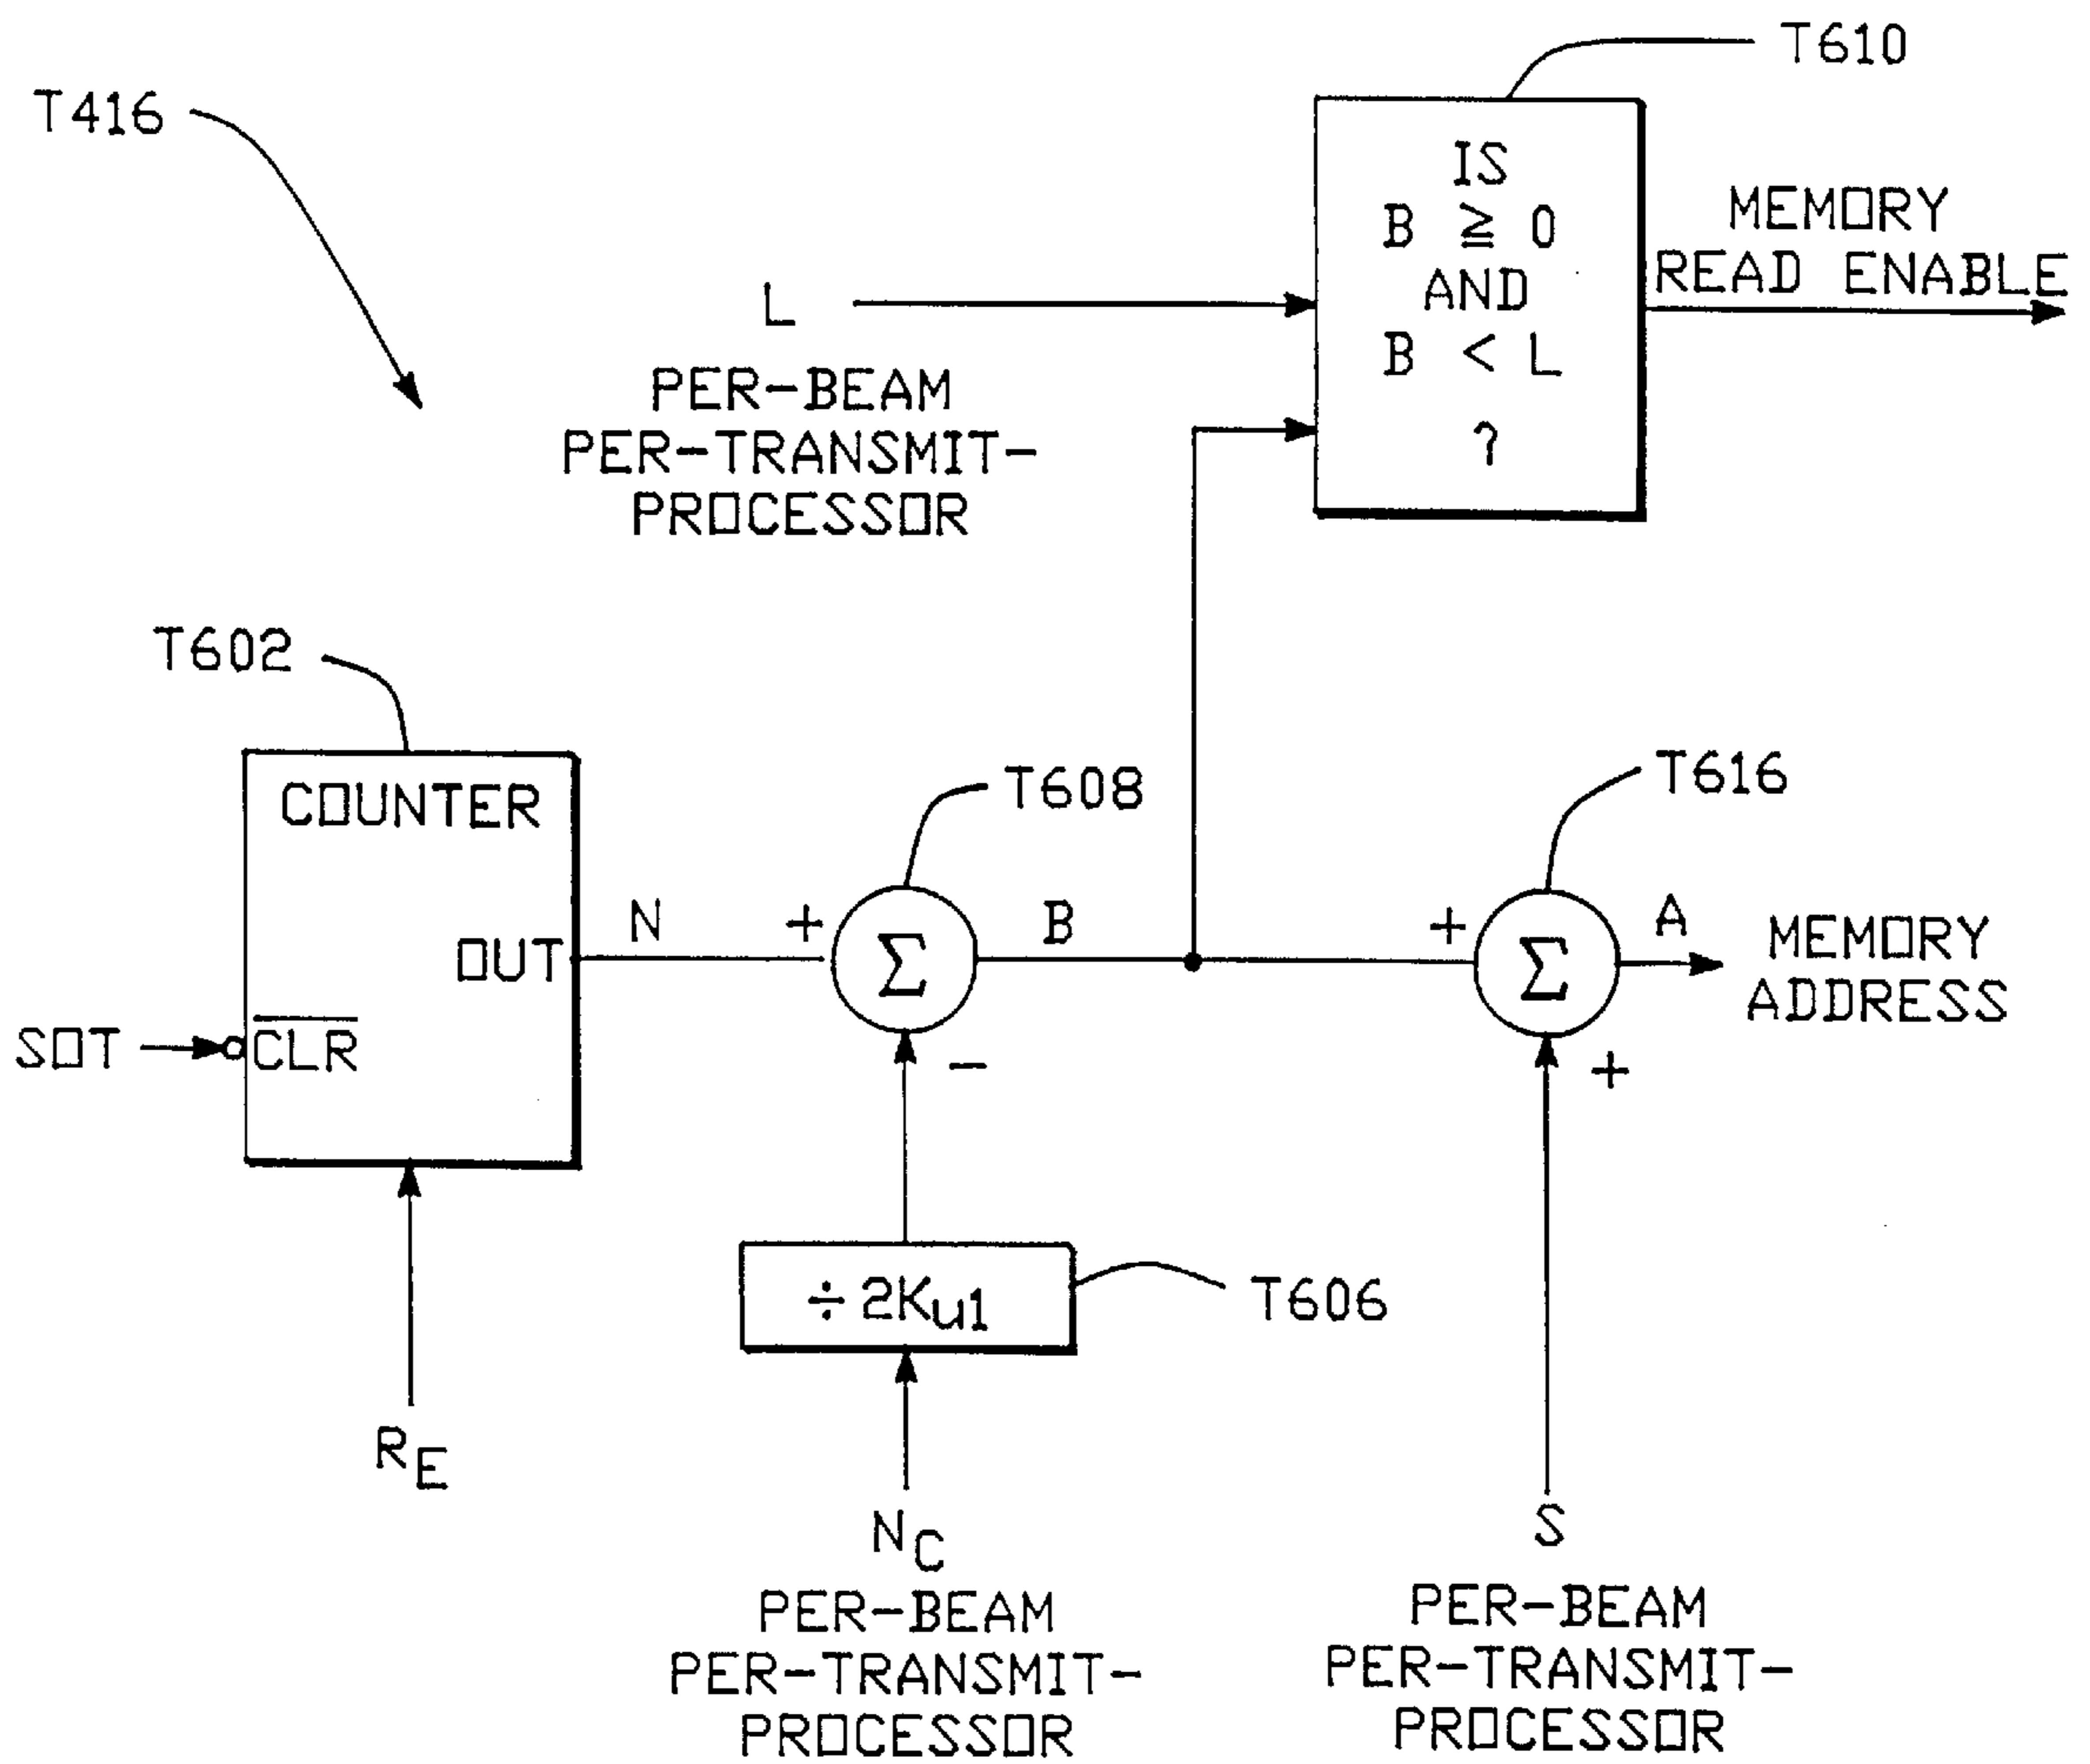 T610
T416
IS
B ≧ 0
AND
B < L
?
MEMORY
READ ENABLE
L
PER-BEAM
PER-TRANSMIT-
PROCESSOR
T602
COUNTER
OUT
CLR
SOT
N
+
T608
Σ
B
−
T616
+
Σ
A
MEMORY
ADDRESS
+
÷2Ku1
T606
RE
NC
PER-BEAM
PER-TRANSMIT-
PROCESSOR
S
PER-BEAM
PER-TRANSMIT-
PROCESSOR